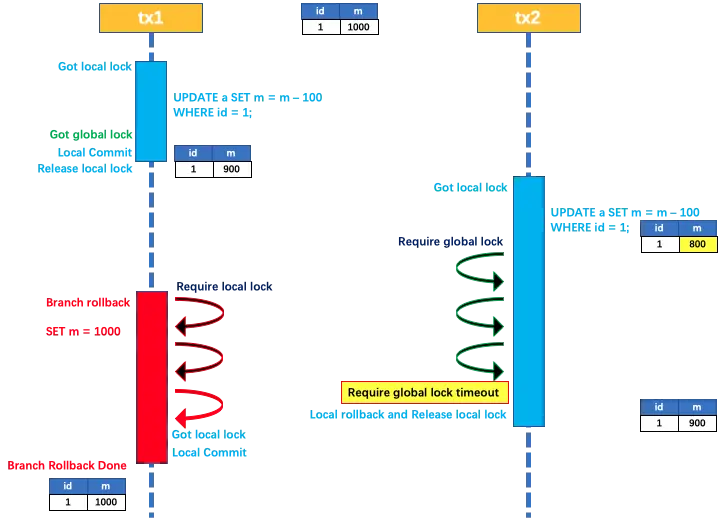 tx1
id m
1 1000
tx2
Got local lock
UPDATE a SET m = m – 100
WHERE id = 1;
Got global lock
Local Commit
Release local lock
id m
1 900
Got local lock
UPDATE a SET m = m – 100
WHERE id = 1;
id m
1 800
Require global lock
Require local lock
Branch rollback
SET m = 1000
Require global lock timeout
Local rollback and Release local lock
id m
1 900
Got local lock
Local Commit
Branch Rollback Done
id m
1 1000